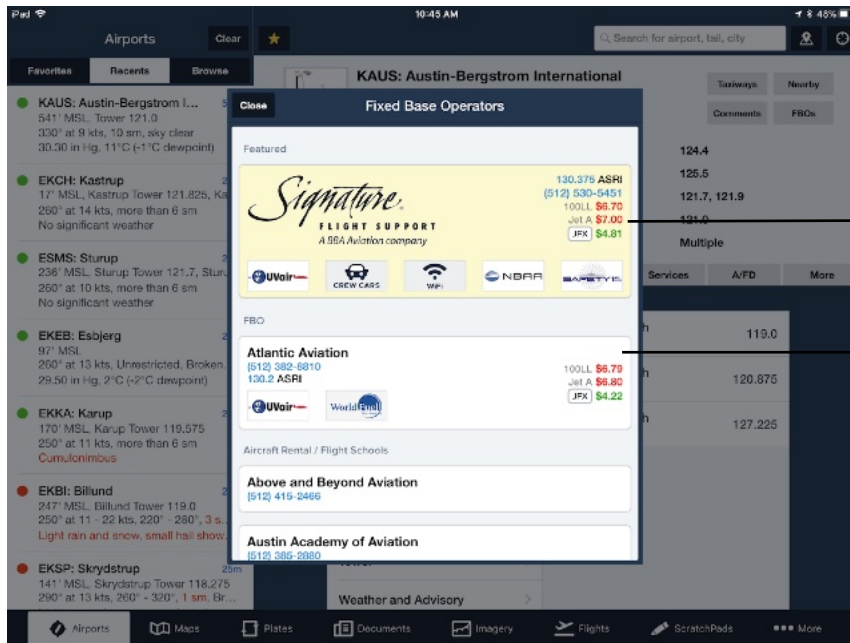 iPad
10:45 AM
48%
Airports
Clear
Search for airport, tail, city
Favorites
Recents
Browse
KAUS: Austin-Bergstrom I...
541' MSL, Tower 121.0
330° at 9 kts, 10 sm, sky clear
30.30 in Hg, 11°C (-1°C dewpoint)
EKCH: Kastrup
17' MSL, Kastrup Tower 121.825, Ka
260° at 14 kts, more than 6 sm
No significant weather
ESMS: Sturup
236' MSL, Sturup Tower 121.7, Sturu
260° at 10 kts, more than 6 sm
No significant weather
EKEB: Esbjerg
97' MSL
260° at 13 kts, Unrestricted, Broken
29.50 in Hg, 2°C (-2°C dewpoint)
EKKA: Karup
170' MSL, Karup Tower 119.575
250° at 11 kts, more than 6 sm
Cumulonimbus
EKBI: Billund
247' MSL, Billund Tower 119.0
250° at 11 - 22 kts, 220° - 280°, 3 s...
Light rain and snow, small hail show
EKSP: Skrydstrup
25m
141' MSL, Skrydstrup Tower 118.275
290° at 13 kts, 260° - 320°, 1 sm, Br...
KAUS: Austin-Bergstrom International
Taxiways
Nearby
Comments
FBOs
124.4
125.5
121.7, 121.9
Multiple
Services
A/FD
More
119.0
120.875
127.225
Weather and Advisory
Close
Fixed Base Operators
Featured
Signature
FLIGHT SUPPORT
A BBA Aviation company
130.375 ASRI
(512) 530-5451
100LL $6.70
Jet A $7.00
JFX $4.81
UVair
CREW CARS
WiFi
NBAA
FBO
Atlantic Aviation
(512) 382-8810
130.2 ASRI
100LL $6.79
Jet A $6.80
JFX $4.22
UVair
World Fuel
Aircraft Rental / Flight Schools
Above and Beyond Aviation
(512) 415-2466
Austin Academy of Aviation
(512) 385-2880
Airports
Maps
Plates
Documents
Imagery
Flights
ScratchPads
More